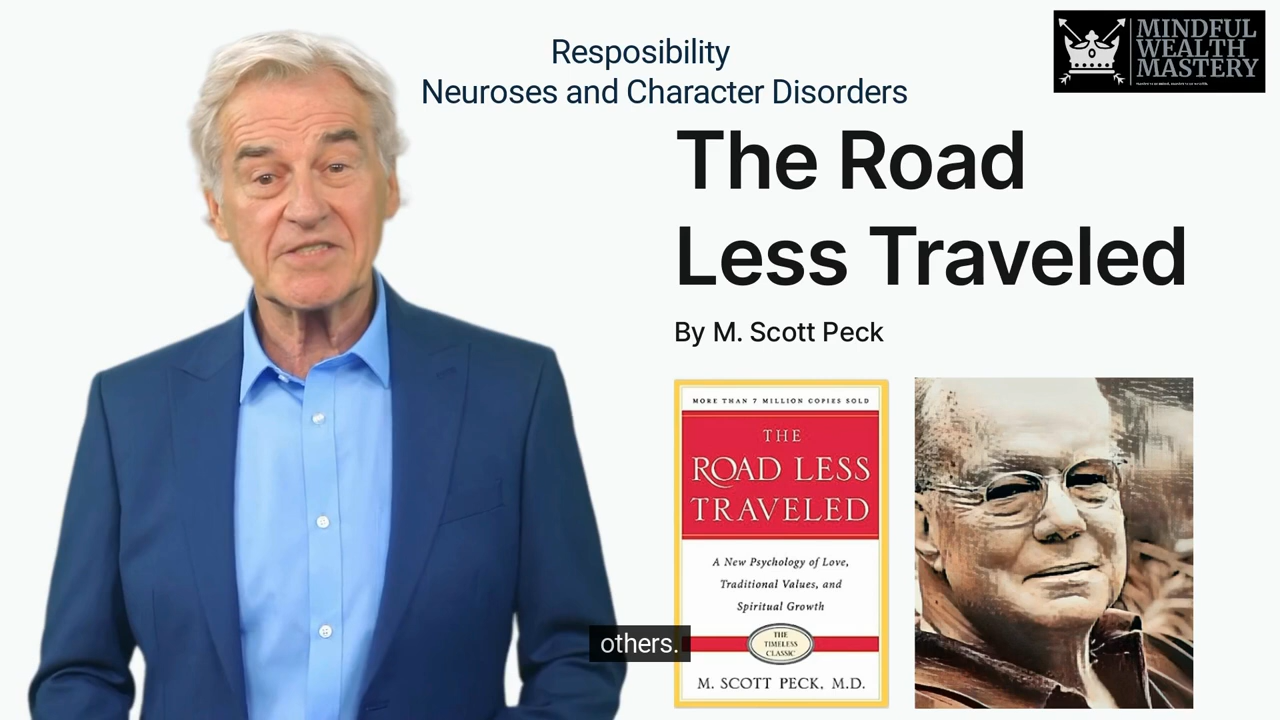 Resposibility
Neuroses and Character Disorders
MINDFUL
WEALTH
MASTERY
The Road
Less Traveled
By M. Scott Peck
MORE THAN 7 MILLION COPIES SOLD
THE
ROAD LESS
TRAVELED
A New Psychology of Love,
Traditional Values, and
Spiritual Growth
THE
TIMELESS
CLASSIC
M. SCOTT PECK, M.D.
others.